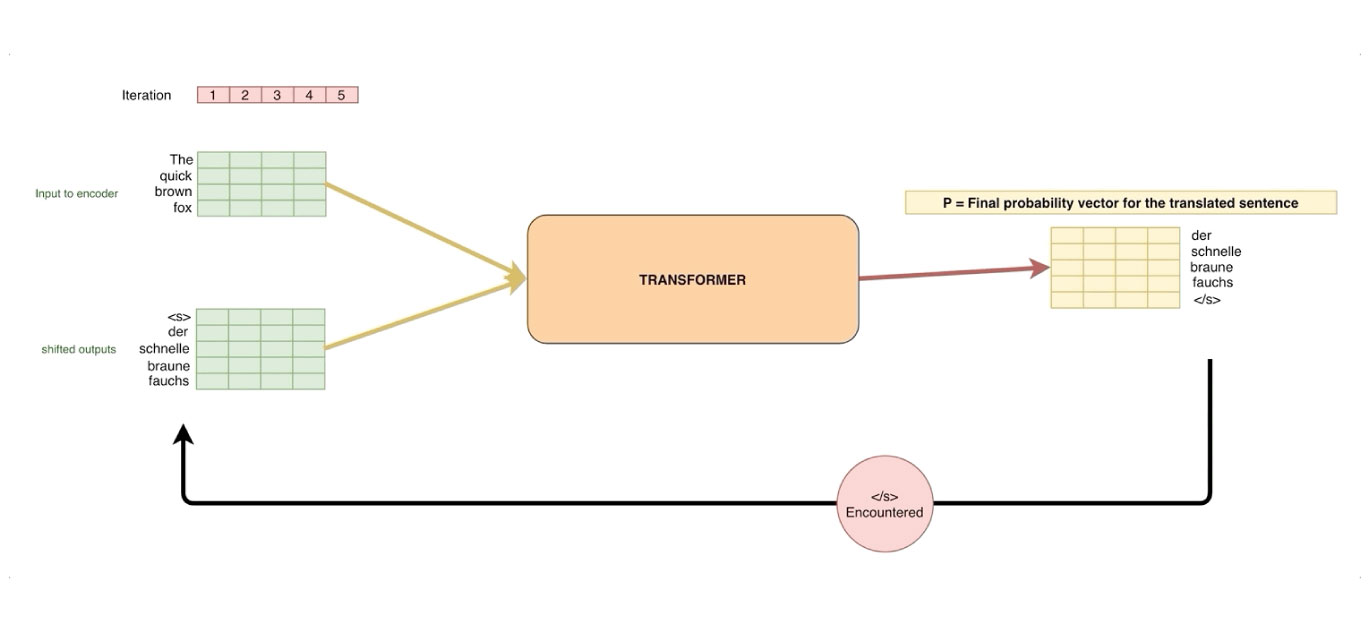 Iteration 1 2 3 4 5
The
quick
Input to encoder
brown
fox
P = Final probability vector for the translated sentence
TRANSFORMER
der
schnelle
braune
fauchs
</s>
<s>
der
shifted outputs
schnelle
braune
fauchs
</s>
Encountered